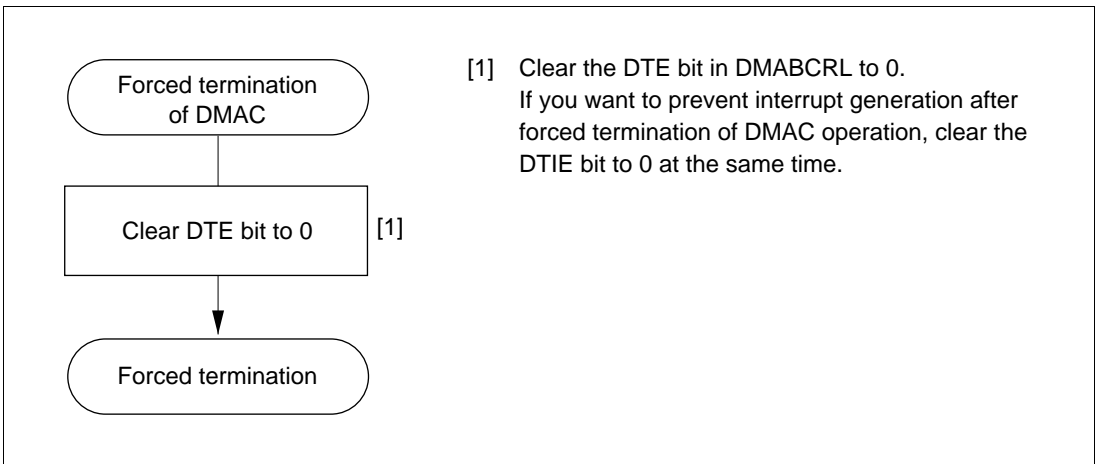 Forced termination
of DMAC
Clear DTE bit to 0
[1]
Forced termination
[1] Clear the DTE bit in DMABCRL to 0.
If you want to prevent interrupt generation after
forced termination of DMAC operation, clear the
DTIE bit to 0 at the same time.